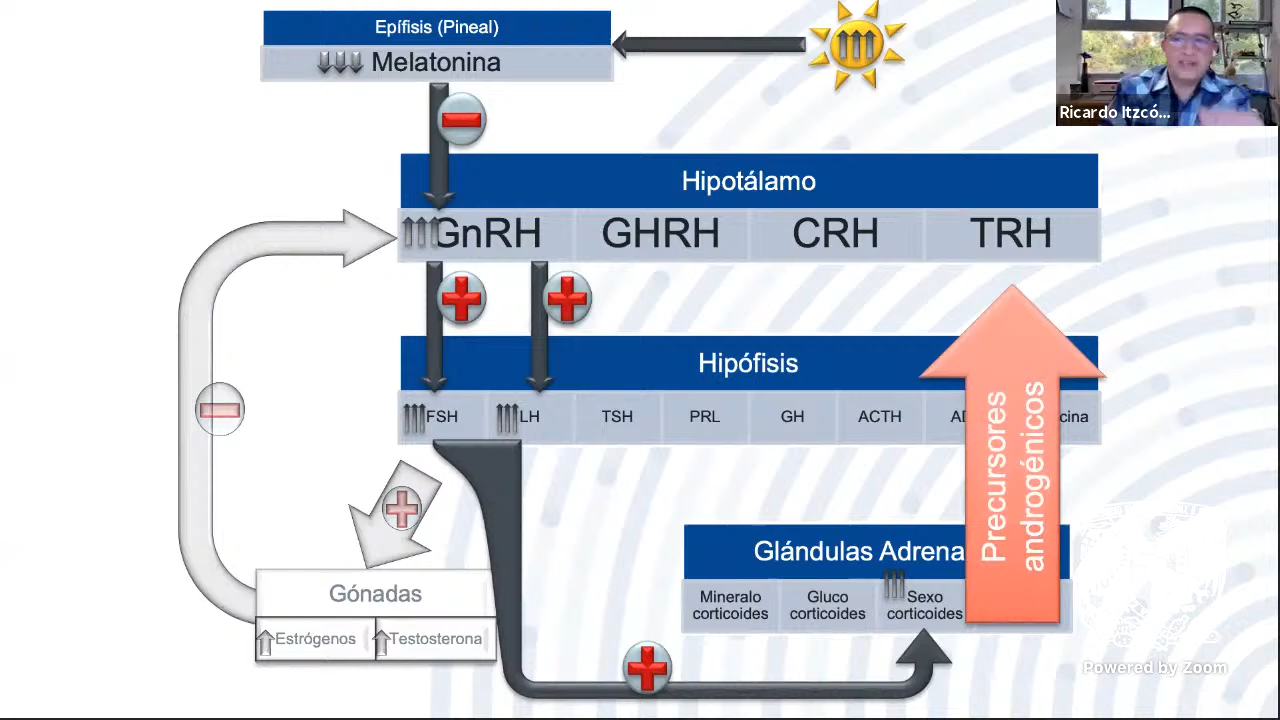 Epífisis (Pineal)
Melatonina
Ricardo Itzcó...
Hipotálamo
GnRH GHRH CRH TRH
Hipófisis
FSH LH TSH PRL GH ACTH
cina
Precursores
androgénicos
Glándulas Adrena
Mineralo
corticoides
Gluco
corticoides
Sexo
corticoides
Gónadas
Estrógenos Testosterona
Powered by Zoom